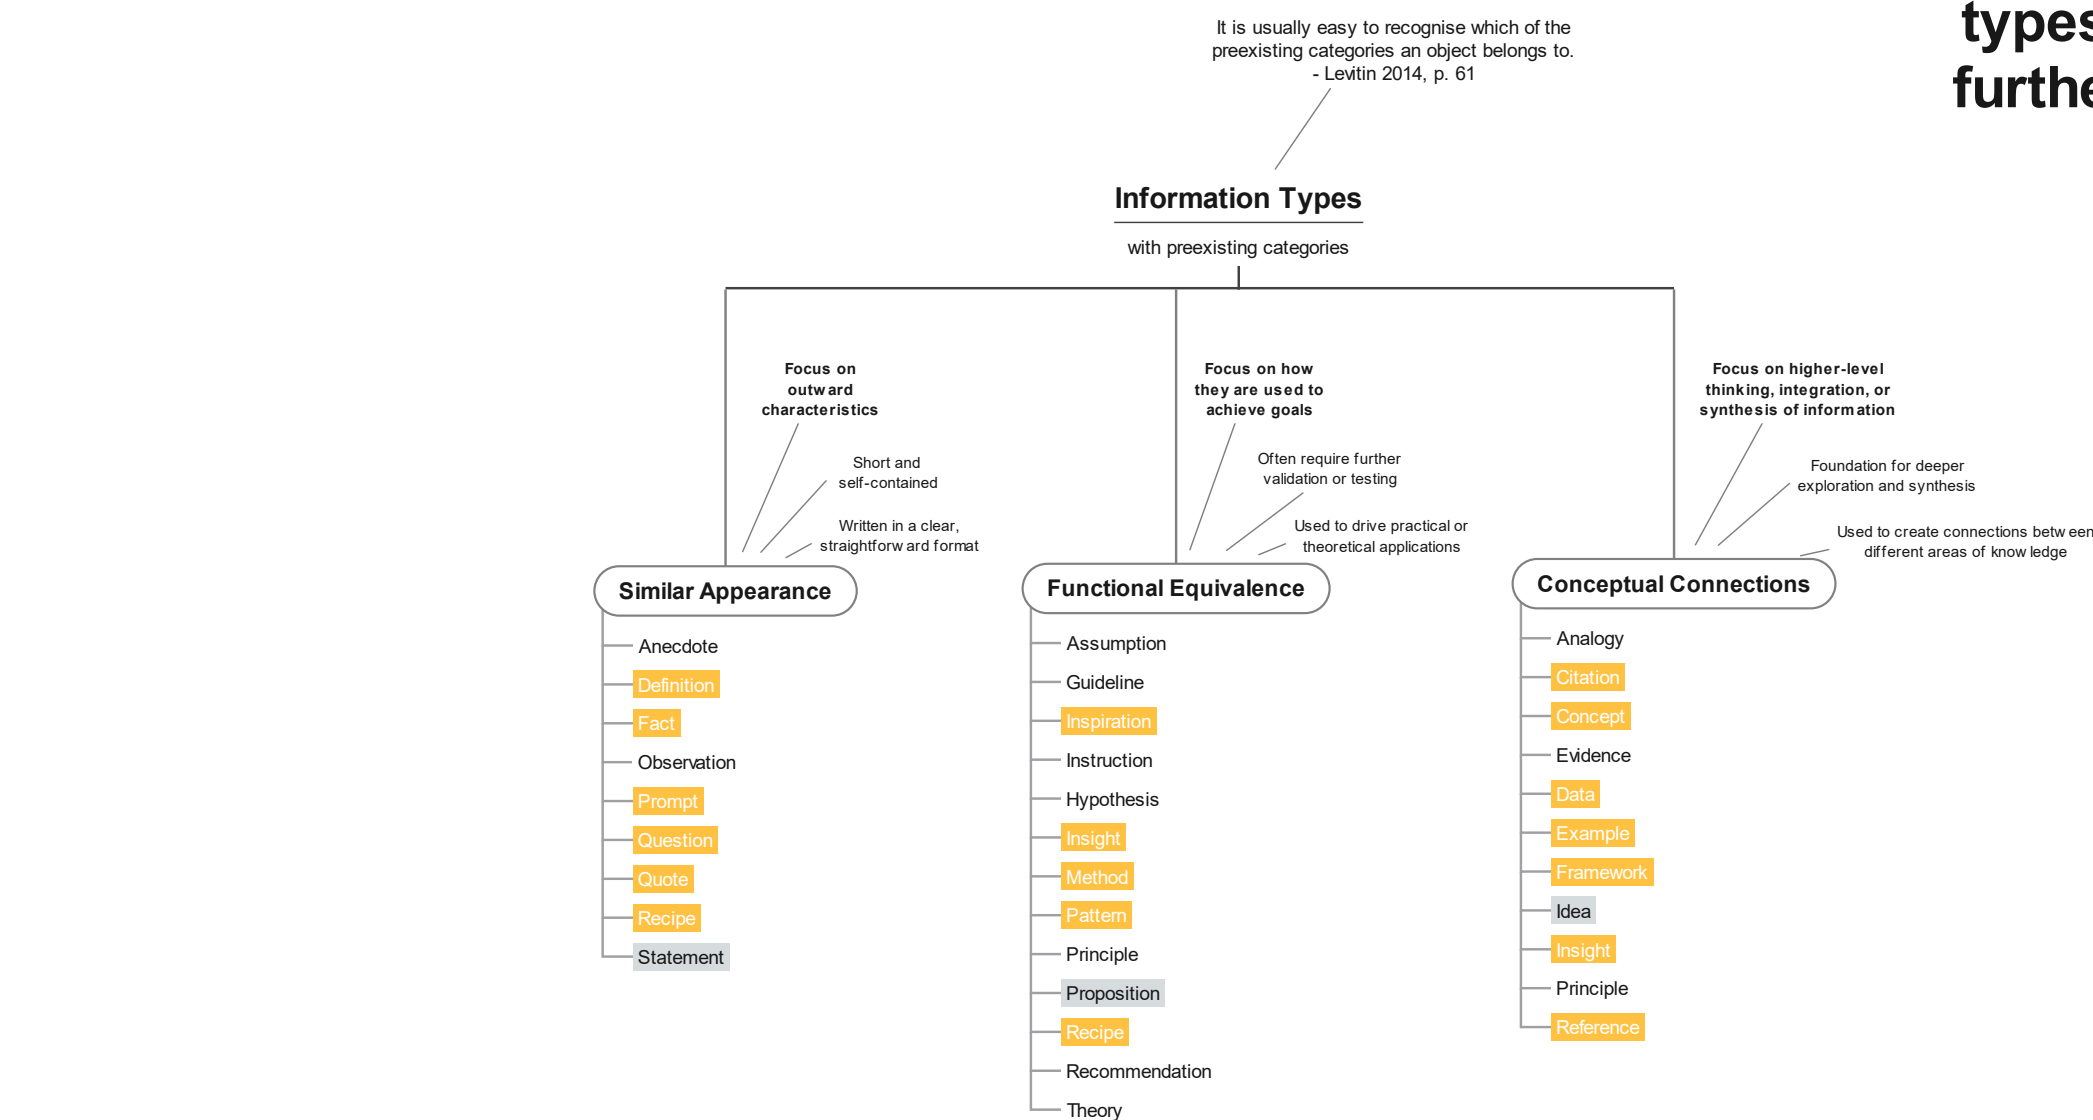 It is usually easy to recognise which of the
preexisting categories an object belongs to.
- Levitin 2014, p. 61
types
furthe
Information Types
with preexisting categories
Focus on
outward
characteristics
Short and
self-contained
Written in a clear,
straightforward format
Similar Appearance
Anecdote
Definition
Fact
Observation
Prompt
Question
Quote
Recipe
Statement
Focus on how
they are used to
achieve goals
Often require further
validation or testing
Used to drive practical or
theoretical applications
Functional Equivalence
Assumption
Guideline
Inspiration
Instruction
Hypothesis
Insight
Method
Pattern
Principle
Proposition
Recipe
Recommendation
Theory
Focus on higher-level
thinking, integration, or
synthesis of information
Foundation for deeper
exploration and synthesis
Used to create connections between
different areas of knowledge
Conceptual Connections
Analogy
Citation
Concept
Evidence
Data
Example
Framework
Idea
Insight
Principle
Reference